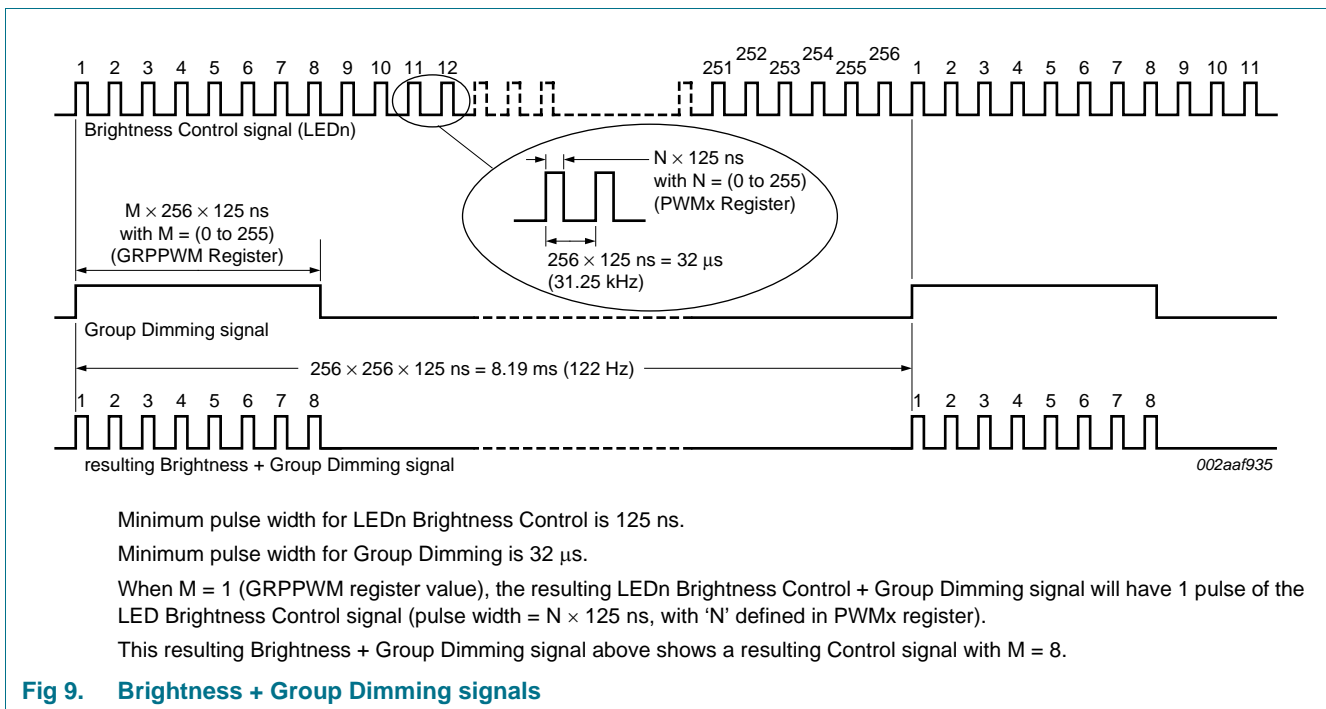 1 2 3 4 5 6 7 8 9 10 11 12 251 252 253 254 255 256 1 2 3 4 5 6 7 8 9 10 11
Brightness Control signal (LEDn)
N × 125 ns
with N = (0 to 255)
(PWMx Register)
256 × 125 ns = 32 μs
(31.25 kHz)
M × 256 × 125 ns
with M = (0 to 255)
(GRPPWM Register)
Group Dimming signal
256 × 256 × 125 ns = 8.19 ms (122 Hz)
1 2 3 4 5 6 7 8 1 2 3 4 5 6 7 8
resulting Brightness + Group Dimming signal
002aaf935
Minimum pulse width for LEDn Brightness Control is 125 ns.
Minimum pulse width for Group Dimming is 32 μs.
When M = 1 (GRPPWM register value), the resulting LEDn Brightness Control + Group Dimming signal will have 1 pulse of the
LED Brightness Control signal (pulse width = N × 125 ns, with ‘N’ defined in PWMx register).
This resulting Brightness + Group Dimming signal above shows a resulting Control signal with M = 8.
Fig 9. Brightness + Group Dimming signals